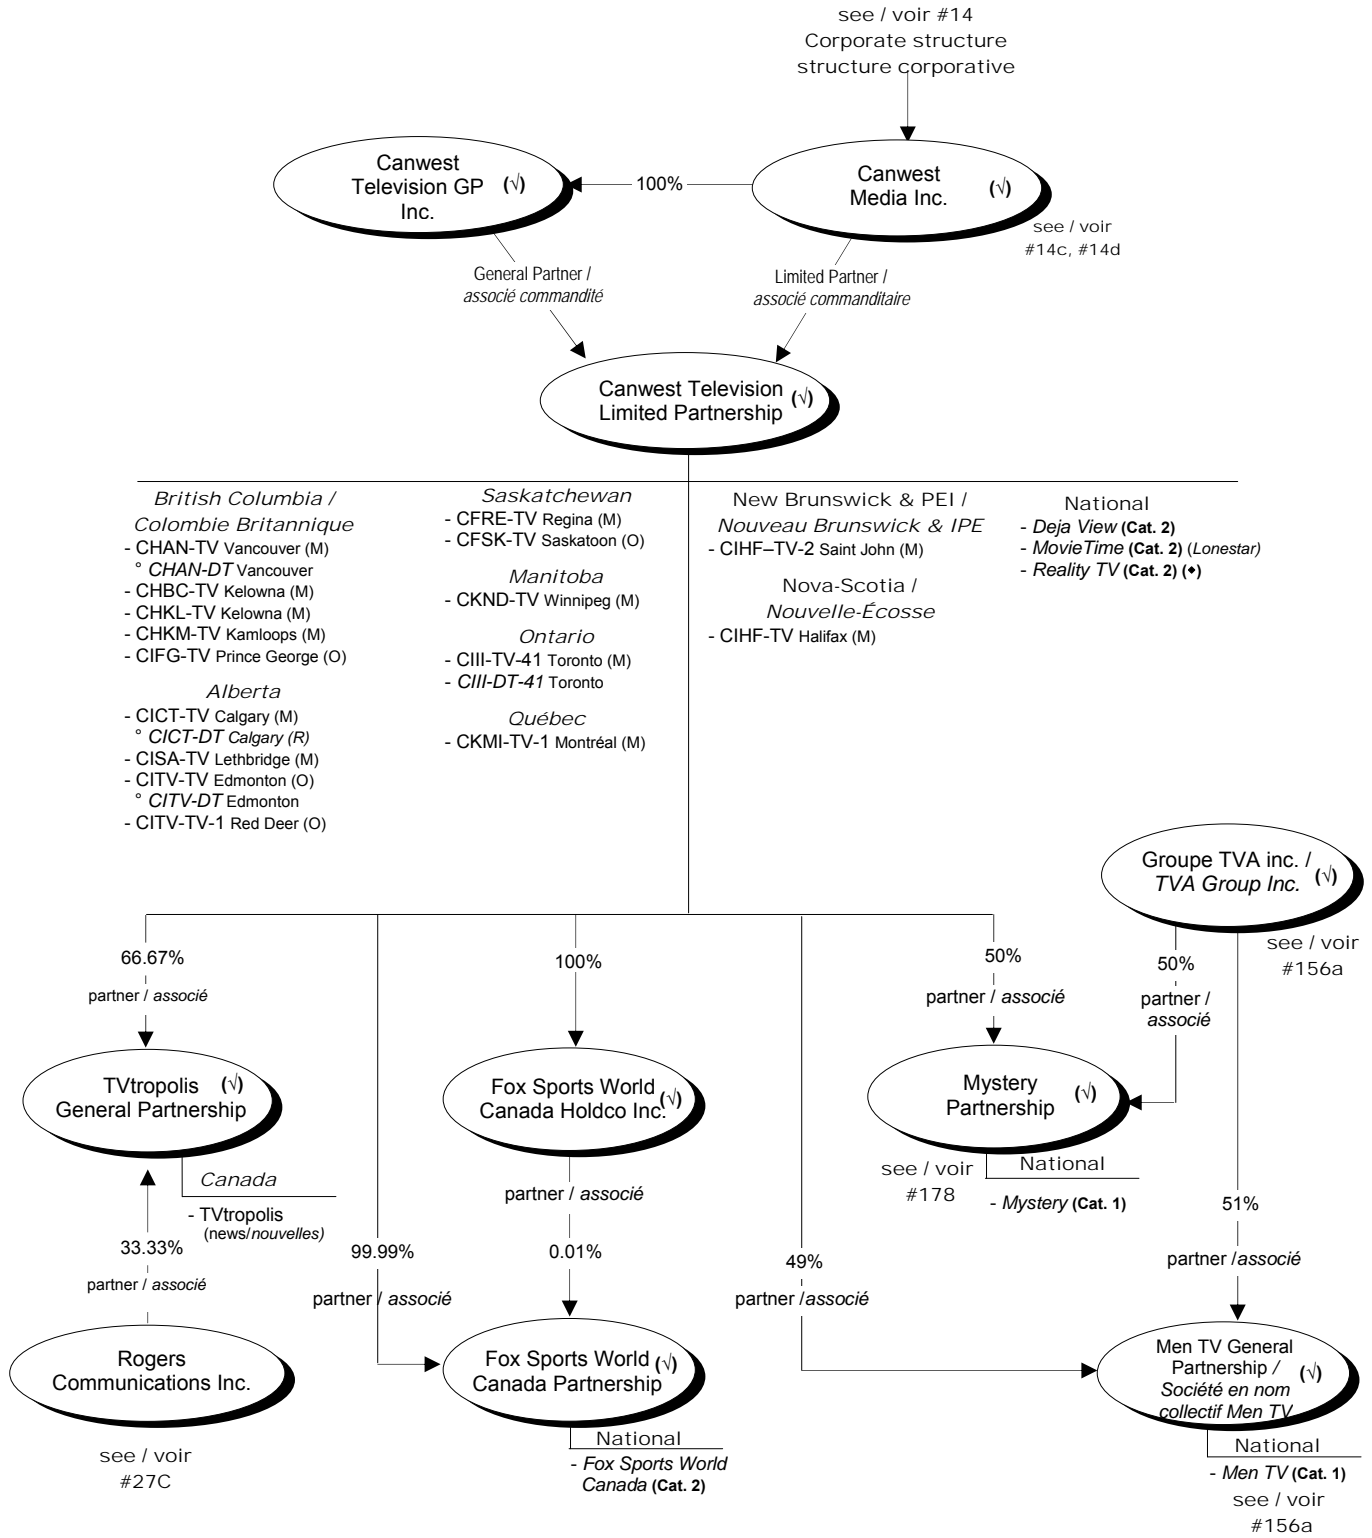 see / voir #14
Corporate structure
structure corporative
Canwest
Television GP
Inc.
(√)
100%
Canwest
Media Inc.
(√)
see / voir
#14c, #14d
General Partner /
associé commandité
Limited Partner /
associé commanditaire
Canwest Television
Limited Partnership
(√)
British Columbia /
Colombie Britannique
- CHAN-TV Vancouver (M)
° CHAN-DT Vancouver
- CHBC-TV Kelowna (M)
- CHKL-TV Kelowna (M)
- CHKM-TV Kamloops (M)
- CIFG-TV Prince George (O)
Alberta
- CICT-TV Calgary (M)
° CICT-DT Calgary (R)
- CISA-TV Lethbridge (M)
- CITV-TV Edmonton (O)
° CITV-DT Edmonton
- CITV-TV-1 Red Deer (O)
Saskatchewan
- CFRE-TV Regina (M)
- CFSK-TV Saskatoon (O)
Manitoba
- CKND-TV Winnipeg (M)
Ontario
- CIII-TV-41 Toronto (M)
- CIII-DT-41 Toronto
Québec
- CKMI-TV-1 Montréal (M)
New Brunswick & PEI /
Nouveau Brunswick & IPE
- CIHF–TV-2 Saint John (M)
Nova-Scotia /
Nouvelle-Écosse
- CIHF-TV Halifax (M)
National
- Deja View (Cat. 2)
- MovieTime (Cat. 2) (Lonestar)
- Reality TV (Cat. 2) (♦)
Groupe TVA inc. /
TVA Group Inc.
(√)
see / voir
#156a
66.67%
partner / associé
100%
50%
partner / associé
50%
partner /
associé
TVtropolis
General Partnership
(√)
Fox Sports World
Canada Holdco Inc.
(√)
Mystery
Partnership
(√)
Canada
- TVtropolis
(news/nouvelles)
see / voir
#178
National
- Mystery (Cat. 1)
partner / associé
33.33%
partner / associé
99.99%
partner / associé
0.01%
49%
partner /associé
51%
partner /associé
Rogers
Communications Inc.
Fox Sports World
Canada Partnership
(√)
Men TV General
Partnership /
Société en nom
collectif Men TV
(√)
see / voir
#27C
National
- Fox Sports World
Canada (Cat. 2)
National
- Men TV (Cat. 1)
see / voir
#156a